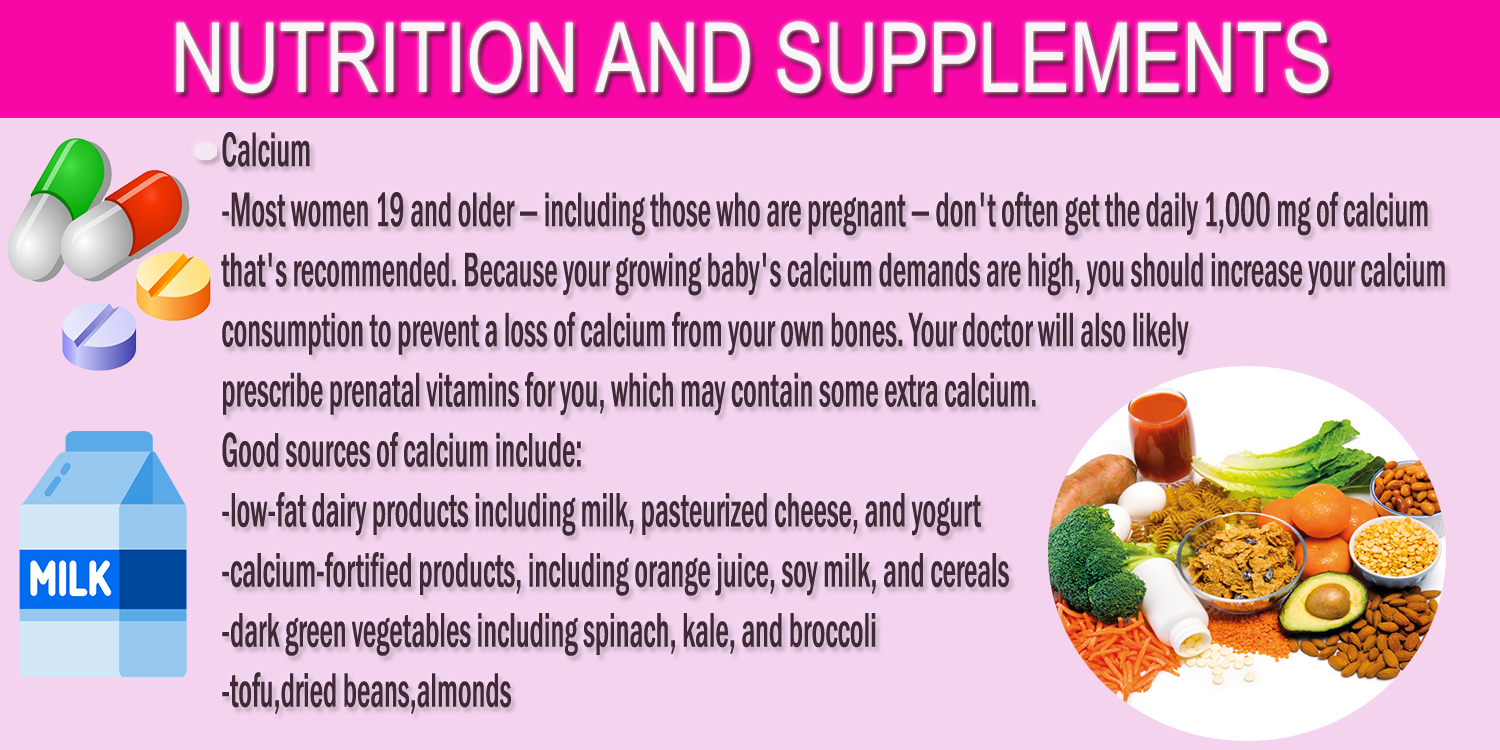 NUTRITION AND SUPPLEMENTS
Calcium
-Most women 19 and older – including those who are pregnant – don't often get the daily 1,000 mg of calcium
that's recommended. Because your growing baby's calcium demands are high, you should increase your calcium
consumption to prevent a loss of calcium from your own bones. Your doctor will also likely
prescribe prenatal vitamins for you, which may contain some extra calcium.
Good sources of calcium include:
-low-fat dairy products including milk, pasteurized cheese, and yogurt
-calcium-fortified products, including orange juice, soy milk, and cereals
-dark green vegetables including spinach, kale, and broccoli
-tofu,dried beans,almonds
MILK